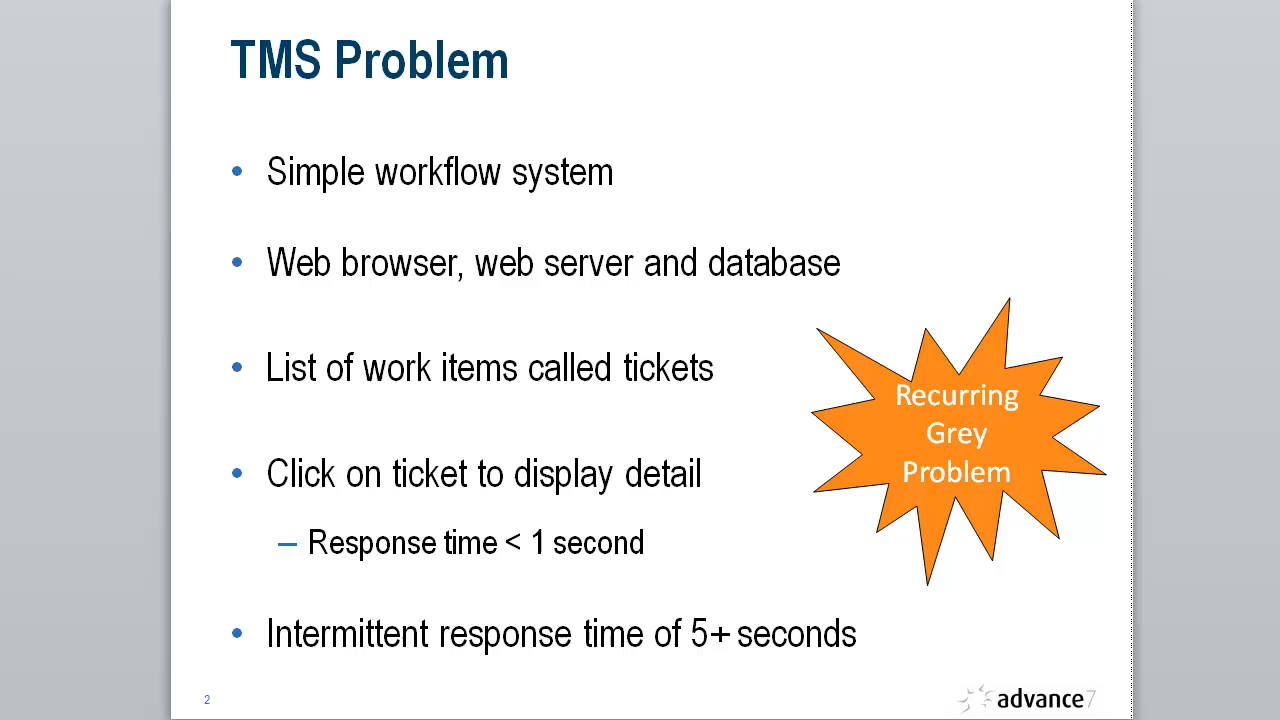 TMS Problem
• Simple workflow system
• Web browser, web server and database
• List of work items called tickets
• Click on ticket to display detail
– Response time < 1 second
• Intermittent response time of 5+ seconds
Recurring
Grey
Problem
2
advance7